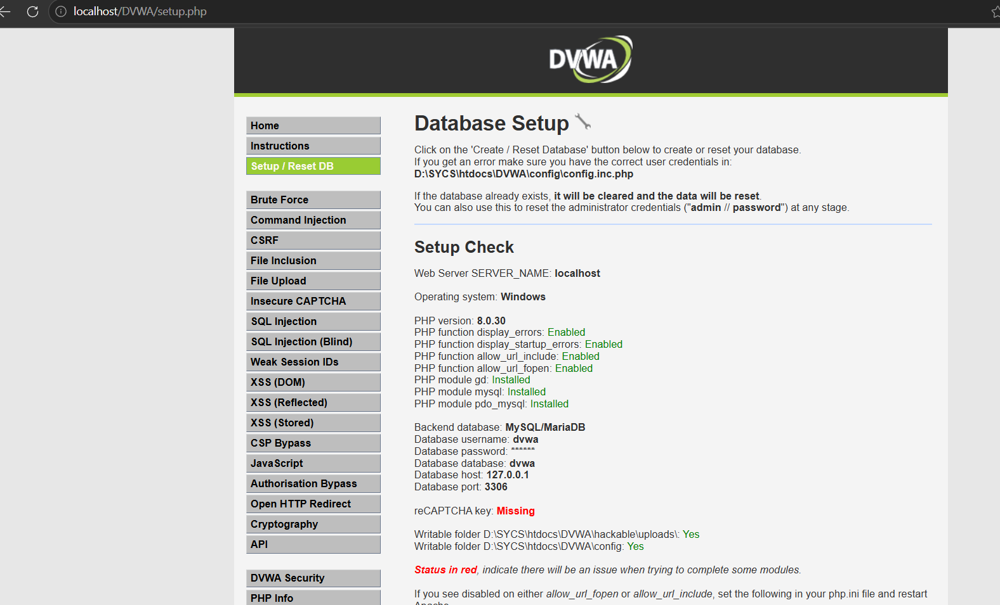 localhost/DVWA/setup.php
DVWA
Home
Instructions
Setup / Reset DB
Brute Force
Command Injection
CSRF
File Inclusion
File Upload
Insecure CAPTCHA
SQL Injection
SQL Injection (Blind)
Weak Session IDs
XSS (DOM)
XSS (Reflected)
XSS (Stored)
CSP Bypass
JavaScript
Authorisation Bypass
Open HTTP Redirect
Cryptography
API
DVWA Security
PHP Info
Database Setup
Click on the 'Create / Reset Database' button below to create or reset your database.
If you get an error make sure you have the correct user credentials in:
D:\SYCS\htdocs\DVWA\config\config.inc.php
If the database already exists, it will be cleared and the data will be reset.
You can also use this to reset the administrator credentials ("admin // password") at any stage.
Setup Check
Web Server SERVER_NAME: localhost
Operating system: Windows
PHP version: 8.0.30
PHP function display_errors: Enabled
PHP function display_startup_errors: Enabled
PHP function allow_url_include: Enabled
PHP function allow_url_fopen: Enabled
PHP module gd: Installed
PHP module mysql: Installed
PHP module pdo_mysql: Installed
Backend database: MySQL/MariaDB
Database username: dvwa
Database password: ******
Database database: dvwa
Database host: 127.0.0.1
Database port: 3306
reCAPTCHA key: Missing
Writable folder D:\SYCS\htdocs\DVWA\hackable\uploads\: Yes
Writable folder D:\SYCS\htdocs\DVWA\config: Yes
Status in red, indicate there will be an issue when trying to complete some modules.
If you see disabled on either allow_url_fopen or allow_url_include, set the following in your php.ini file and restart